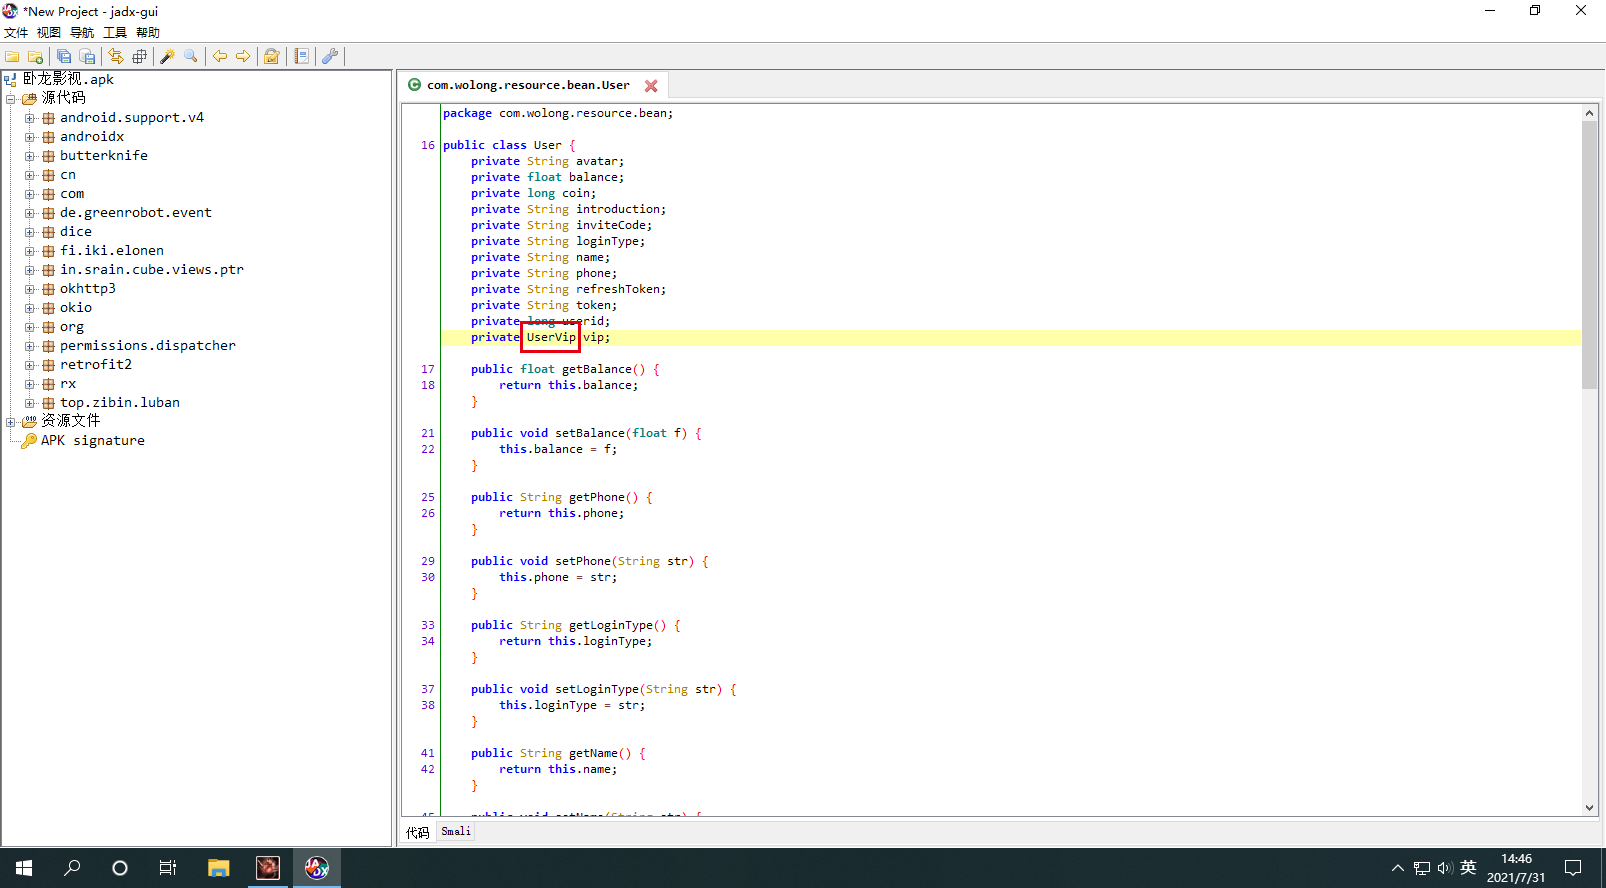 *New Project - jadx-gui
文件 视图 导航 工具 帮助
卧龙影视.apk
源代码
android.support.v4
androidx
butterknife
cn
com
de.greenrobot.event
dice
fi.iki.elonen
in.srain.cube.views.ptr
okhttp3
okio
org
permissions.dispatcher
retrofit2
rx
top.zibin.luban
资源文件
APK signature
com.wolong.resource.bean.User
package com.wolong.resource.bean;
16 public class User {
private String avatar;
private float balance;
private long coin;
private String introduction;
private String inviteCode;
private String loginType;
private String name;
private String phone;
private String refreshToken;
private String token;
private long userid;
private UserVip vip;
17 public float getBalance() {
18 return this.balance;
}
21 public void setBalance(float f) {
22 this.balance = f;
}
25 public String getPhone() {
26 return this.phone;
}
29 public void setPhone(String str) {
30 this.phone = str;
}
33 public String getLoginType() {
34 return this.loginType;
}
37 public void setLoginType(String str) {
38 this.loginType = str;
}
41 public String getName() {
42 return this.name;
}
45 public void setName(String str) {
代码 Smali
英
14:46
2021/7/31